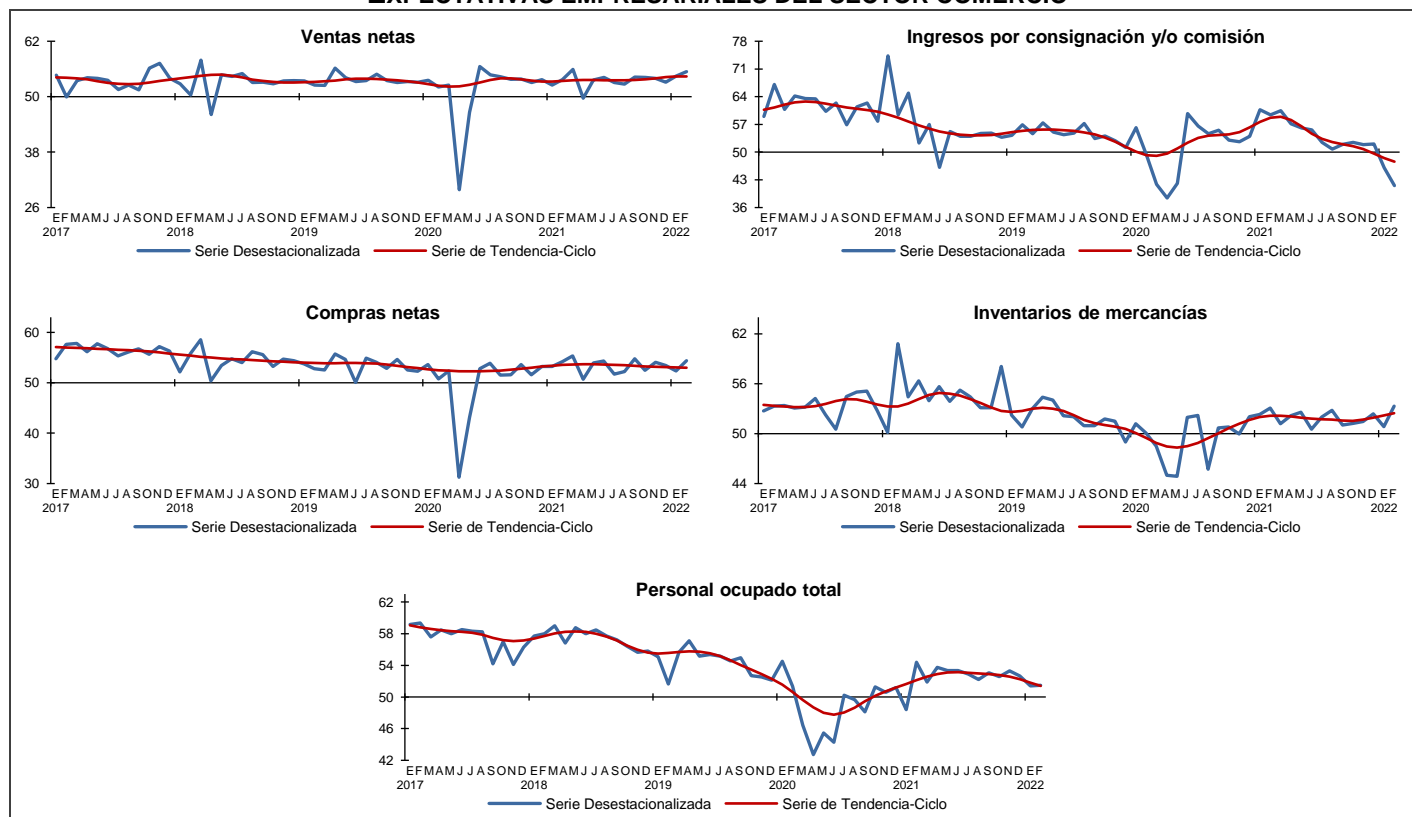 EXPECTATIVAS EMPRESARIALES DEL SECTOR COMERCIO
Ventas netas
62
50
38
26
E F M A M J J A S O N D E F M A M J J A S O N D E F M A M J J A S O N D E F M A M J J A S O N D E F M A M J J A S O N D E F
2017 2018 2019 2020 2021 2022
Serie Desestacionalizada Serie de Tendencia-Ciclo
Ingresos por consignación y/o comisión
78
71
64
57
50
43
36
E F M A M J J A S O N D E F M A M J J A S O N D E F M A M J J A S O N D E F M A M J J A S O N D E F M A M J J A S O N D E F
2017 2018 2019 2020 2021 2022
Serie Desestacionalizada Serie de Tendencia-Ciclo
Compras netas
60
50
40
30
E F M A M J J A S O N D E F M A M J J A S O N D E F M A M J J A S O N D E F M A M J J A S O N D E F M A M J J A S O N D E F
2017 2018 2019 2020 2021 2022
Serie Desestacionalizada Serie de Tendencia-Ciclo
Inventarios de mercancías
62
56
50
44
E F M A M J J A S O N D E F M A M J J A S O N D E F M A M J J A S O N D E F M A M J J A S O N D E F M A M J J A S O N D E F
2017 2018 2019 2020 2021 2022
Serie Desestacionalizada Serie de Tendencia-Ciclo
Personal ocupado total
62
58
54
50
46
42
E F M A M J J A S O N D E F M A M J J A S O N D E F M A M J J A S O N D E F M A M J J A S O N D E F M A M J J A S O N D E F
2017 2018 2019 2020 2021 2022
Serie Desestacionalizada Serie de Tendencia-Ciclo